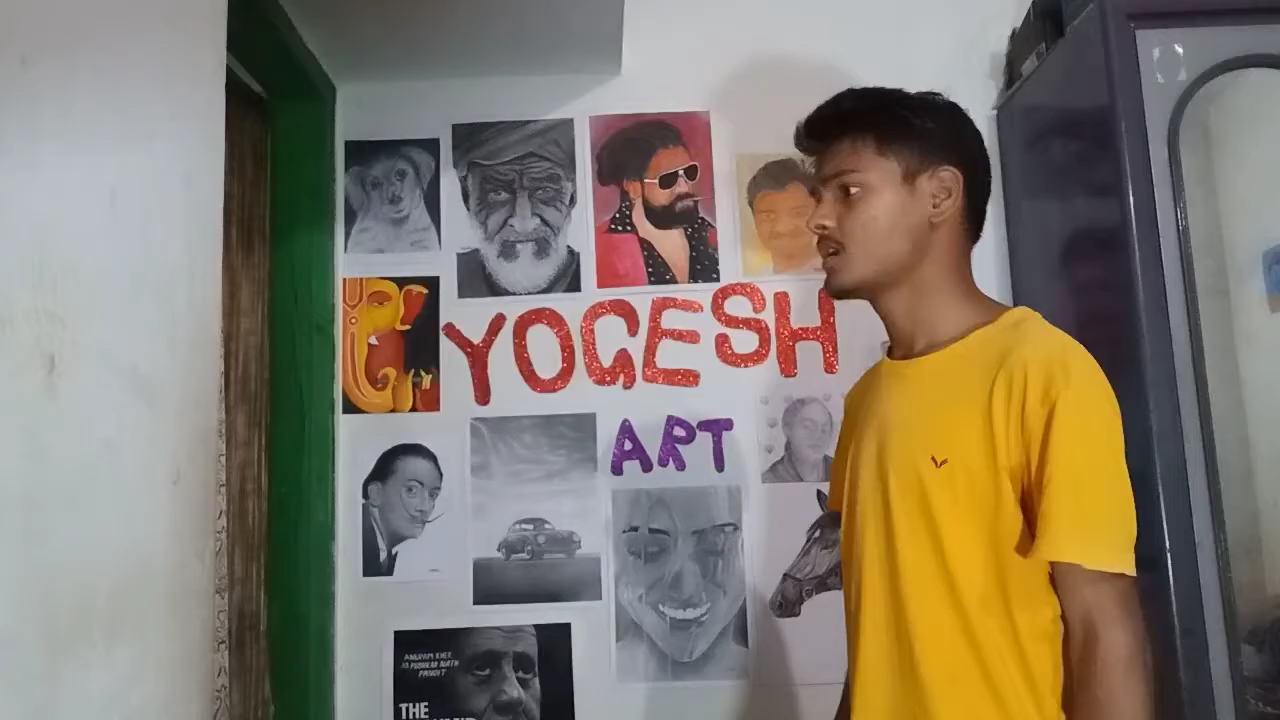 YOGESH
ART
ANUPAM KHER
AS PUSHKAR NATH
PANDIT
THE